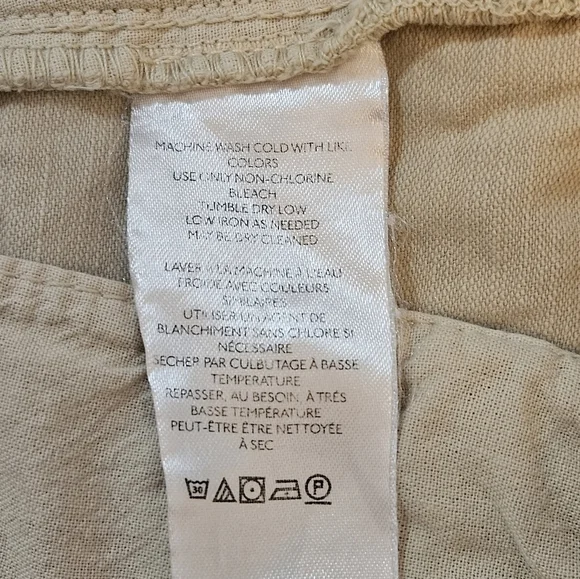 MACHINE WASH COLD WITH LIKE
COLORS
USE ONLY NON-CHLORINE
BLEACH
TUMBLE DRY LOW
LOW IRON AS NEEDED
MAY BE DRY CLEANED
LAVER À LA MACHINE À L'EAU
FROIDE AVEC COULEURS
SIMILAIRES
UTILISER UN AGENT DE
BLANCHIMENT SANS CHLORE SI
NÉCESSAIRE
SÉCHER PAR CULBUTAGE À BASSE
TEMPERATURE
REPASSER, AU BESOIN, À TRÉS
BASSE TEMPÉRATURE
PEUT-ÊTRE ÊTRE NETTOYÉE
À SEC
30 P